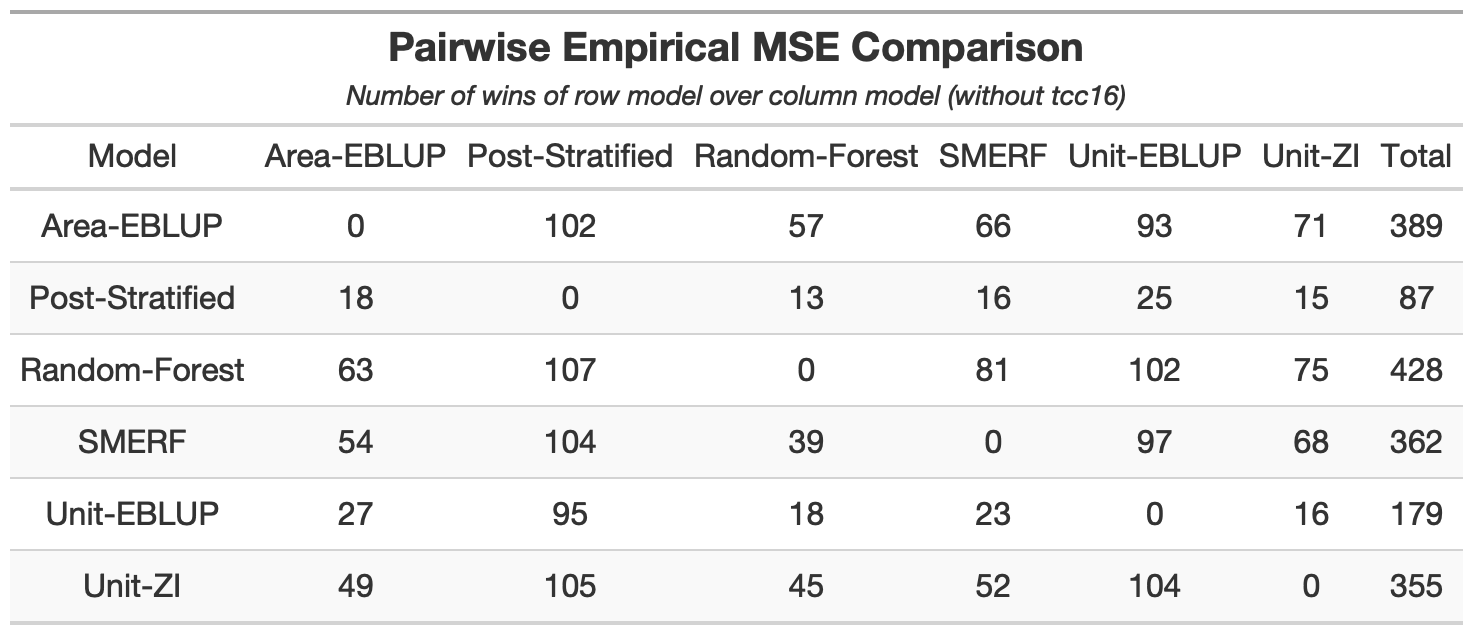 Pairwise Empirical MSE Comparison
Number of wins of row model over column model (without tcc16)
Model Area-EBLUP Post-Stratified Random-Forest SMERF Unit-EBLUP Unit-ZI Total
Area-EBLUP 0 102 57 66 93 71 389
Post-Stratified 18 0 13 16 25 15 87
Random-Forest 63 107 0 81 102 75 428
SMERF 54 104 39 0 97 68 362
Unit-EBLUP 27 95 18 23 0 16 179
Unit-ZI 49 105 45 52 104 0 355